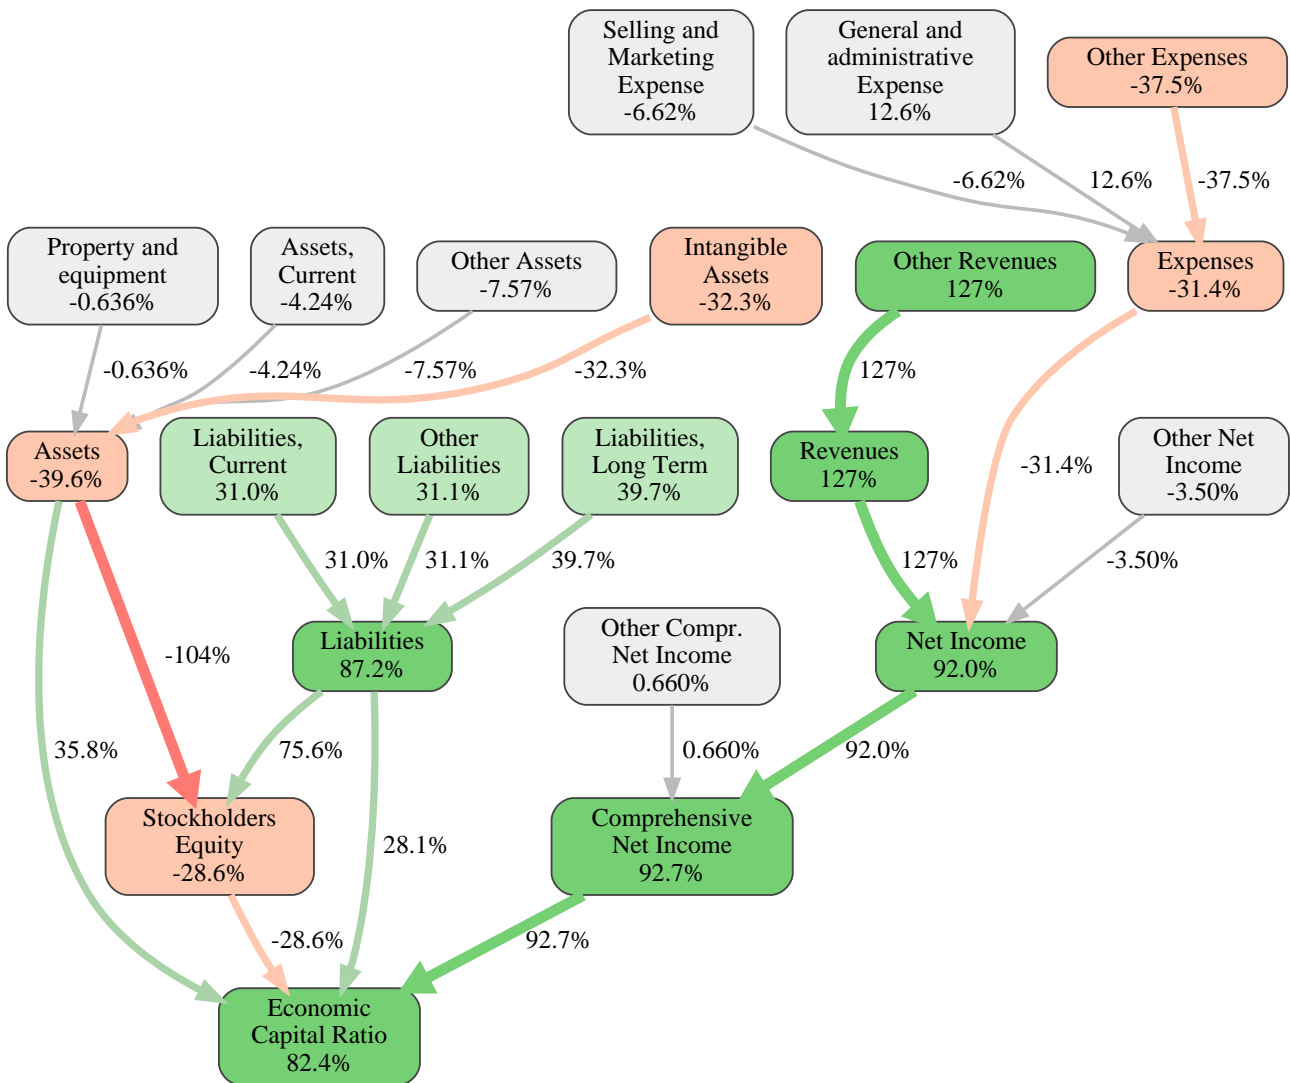 Selling and
Marketing
Expense
-6.62%
General and
administrative
Expense
12.6%
Other Expenses
-37.5%
-6.62%
12.6%
-37.5%
Property and
equipment
-0.636%
Assets,
Current
-4.24%
Other Assets
-7.57%
Intangible
Assets
-32.3%
Other Revenues
127%
Expenses
-31.4%
-0.636%
-4.24%
-7.57%
-32.3%
127%
Assets
-39.6%
Liabilities,
Current
31.0%
Other
Liabilities
31.1%
Liabilities,
Long Term
39.7%
Revenues
127%
-31.4%
Other Net
Income
-3.50%
31.0%
31.1%
39.7%
127%
-3.50%
-104%
Liabilities
87.2%
Other Compr.
Net Income
0.660%
Net Income
92.0%
35.8%
75.6%
0.660%
92.0%
Stockholders
Equity
-28.6%
28.1%
Comprehensive
Net Income
92.7%
-28.6%
92.7%
Economic
Capital Ratio
82.4%